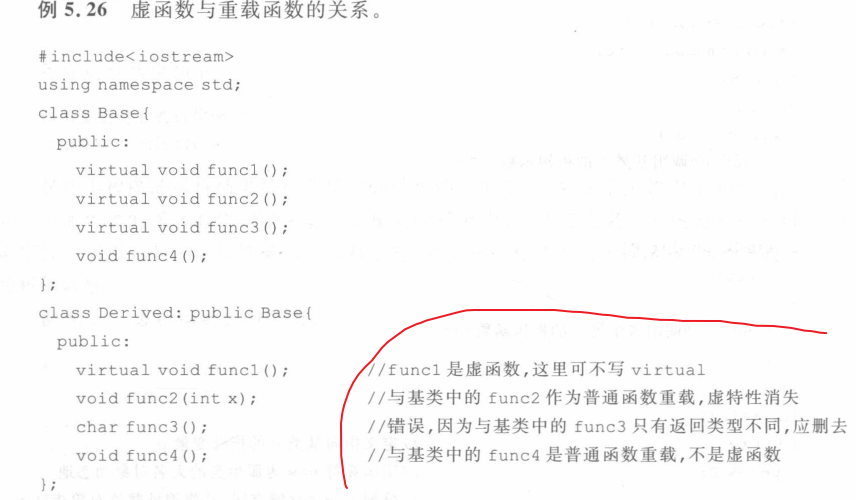 例 5.26 虚函数与重载函数的关系。
#include<iostream>
using namespace std;
class Base{
public:
virtual void func1();
virtual void func2();
virtual void func3();
void func4();
};
class Derived: public Base{
public:
virtual void func1(); //func1 是虚函数,这里可不写 virtual
void func2(int x); //与基类中的 func2 作为普通函数重载,虚特性消失
char func3(); //错误,因为与基类中的 func3 只有返回类型不同,应删去
void func4(); //与基类中的 func4 是普通函数重载,不是虚函数
};